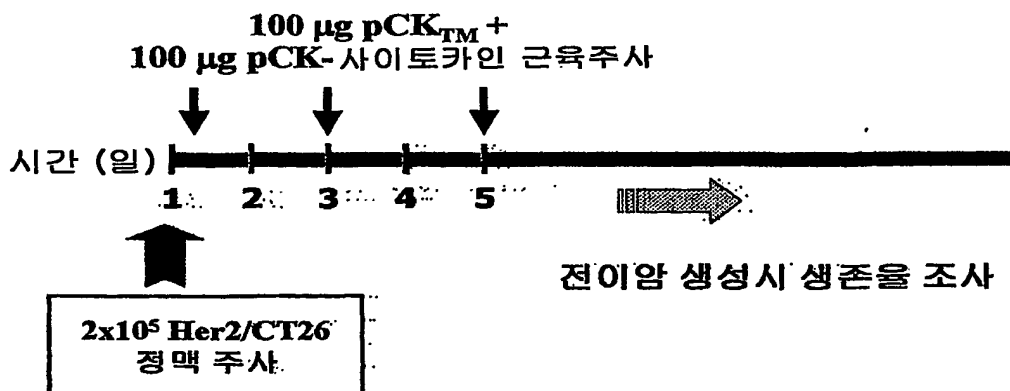 100 μg pCKTM +
100 μg pCK-사이토카인 근육주사
시간 (일)
1 2 3 4 5
전이암 생성시 생존율 조사
2x10⁵ Her2/CT26
정맥 주사